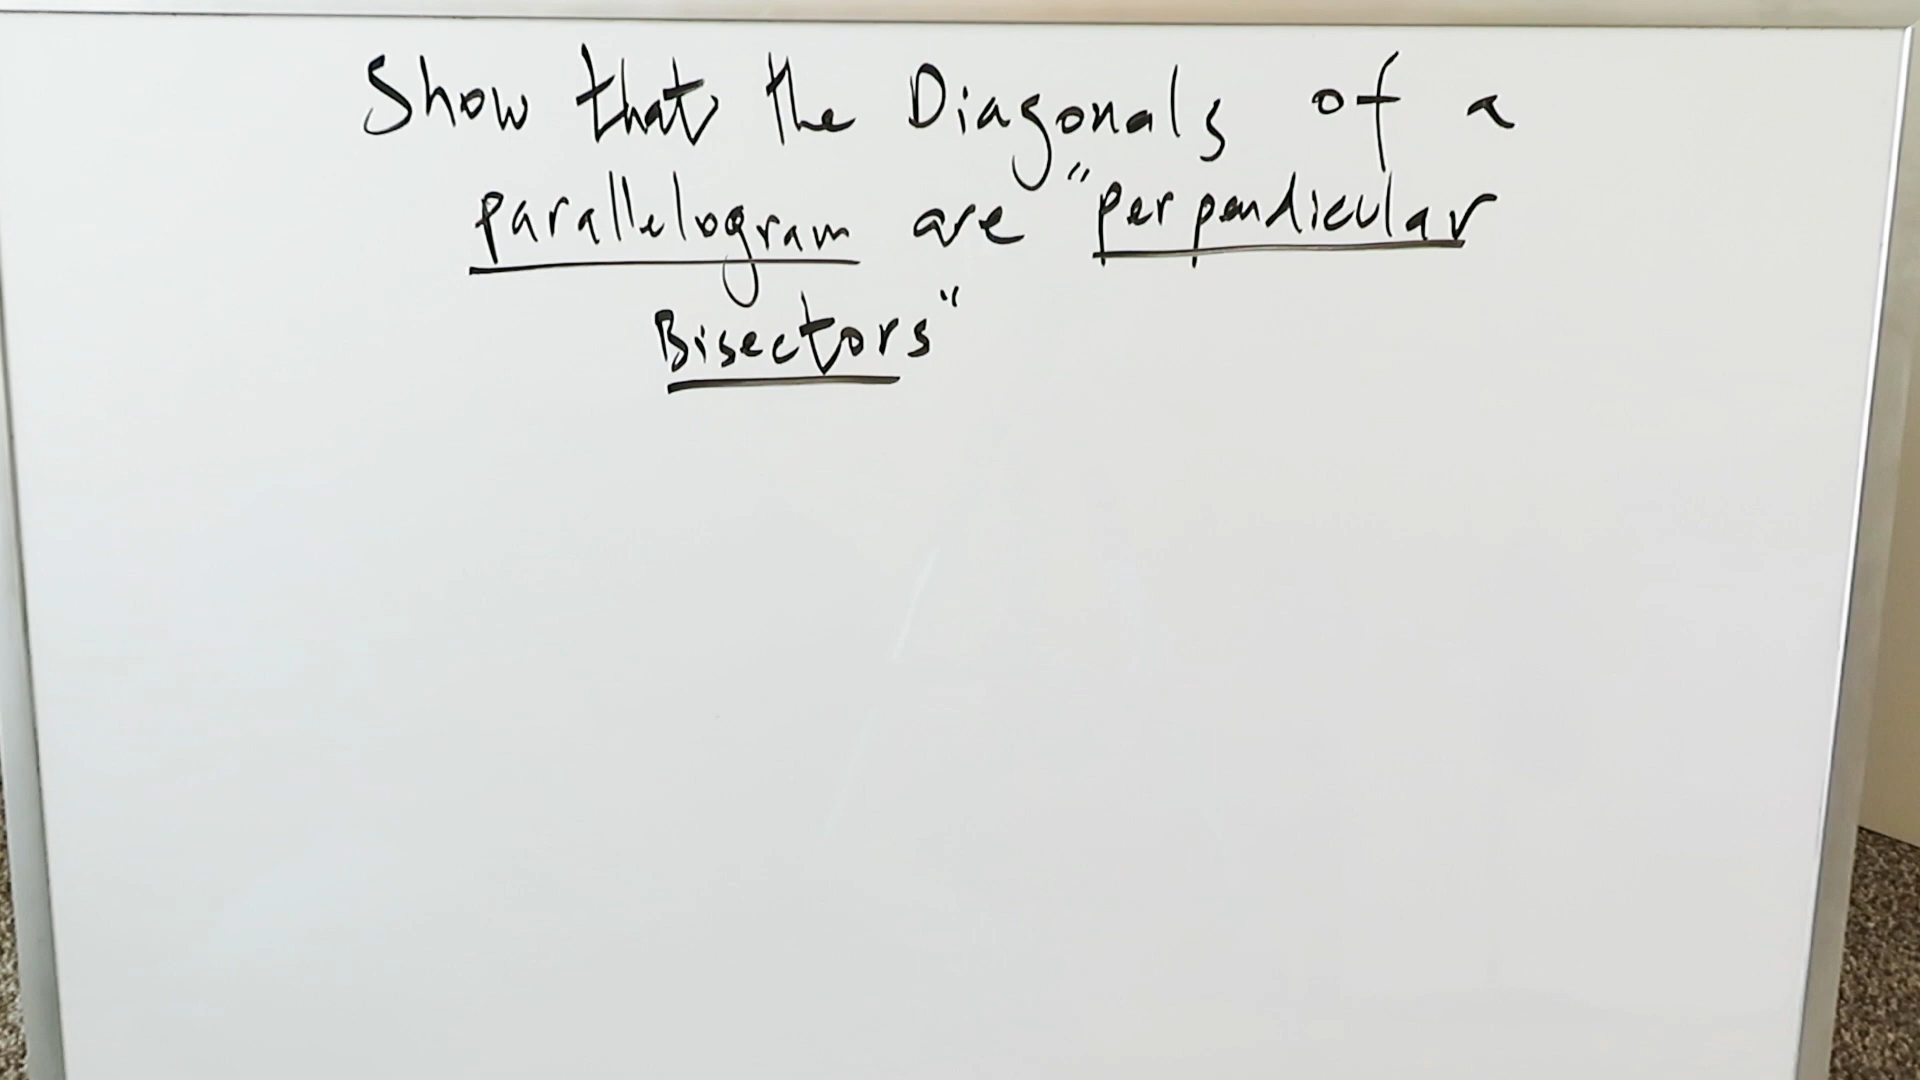 Show that the Diagonals of a
parallelogram are "perpendicular
Bisectors"